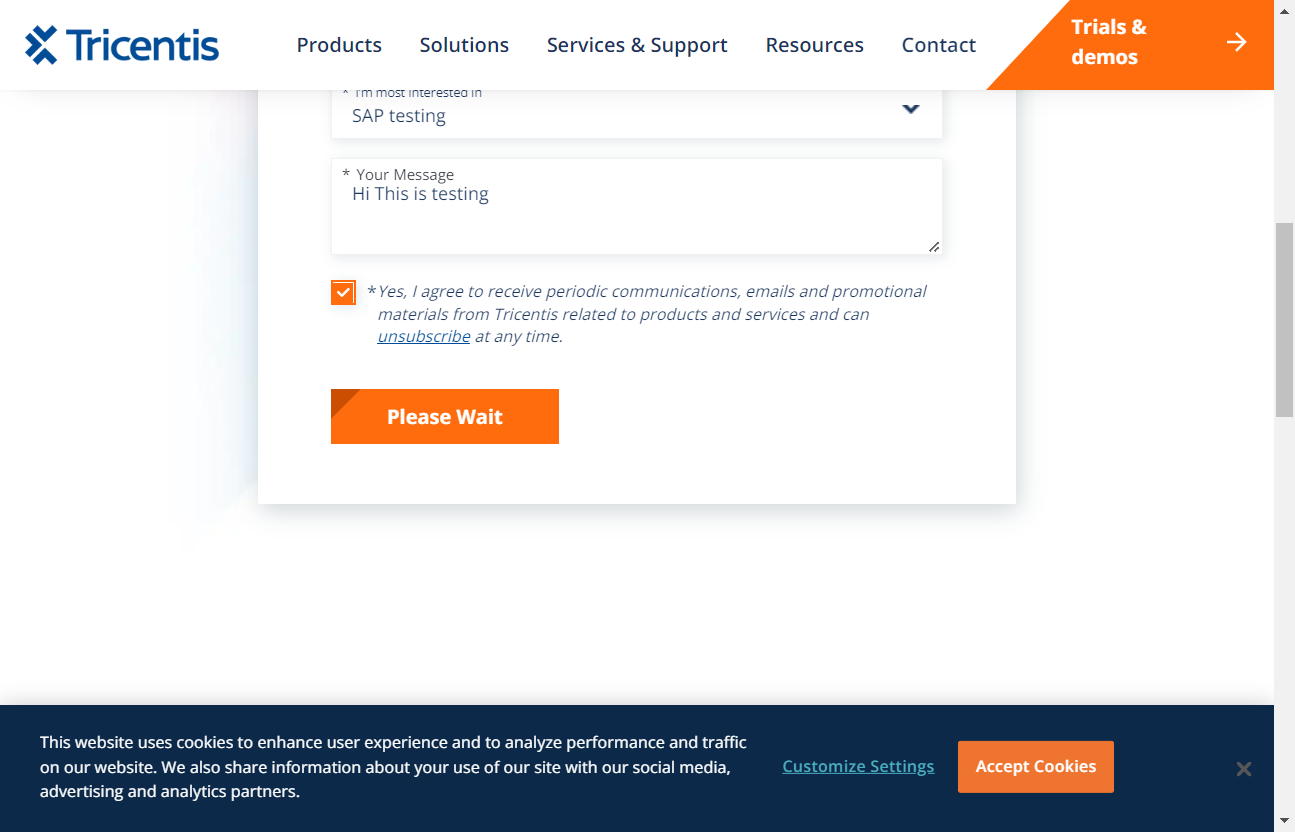 Tricentis
Products
Solutions
Services & Support
Resources
Contact
Trials &
demos
* I'm most interested in
SAP testing
* Your Message
Hi This is testing
*Yes, I agree to receive periodic communications, emails and promotional
materials from Tricentis related to products and services and can
unsubscribe at any time.
Please Wait
This website uses cookies to enhance user experience and to analyze performance and traffic
on our website. We also share information about your use of our site with our social media,
advertising and analytics partners.
Customize Settings
Accept Cookies